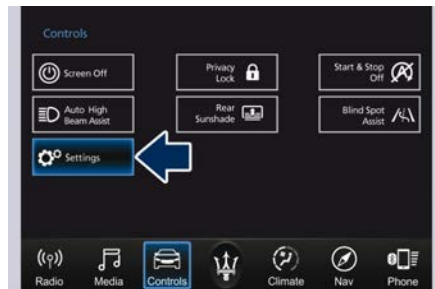 Controls
Screen Off
Privacy
Lock
Start & Stop
Off
Auto High
Beam Assist
Rear
Sunshade
Blind Spot
Assist
Settings
Radio
Media
Controls
Climate
Nav
Phone